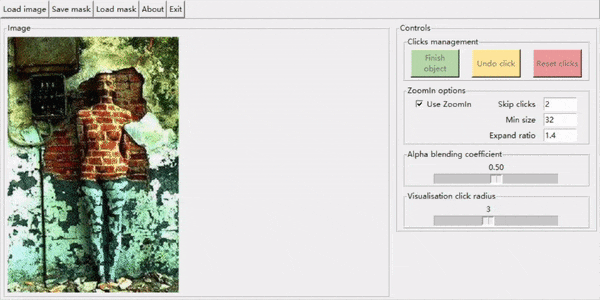 Load image Save mask Load mask About Exit
Image
Controls
Clicks management
Finish
object
Undo click
Reset clicks
ZoomIn options
Use ZoomIn
Skip clicks 2
Min size 32
Expand ratio 1.4
Alpha blending coefficient
0.50
Visualisation click radius
3